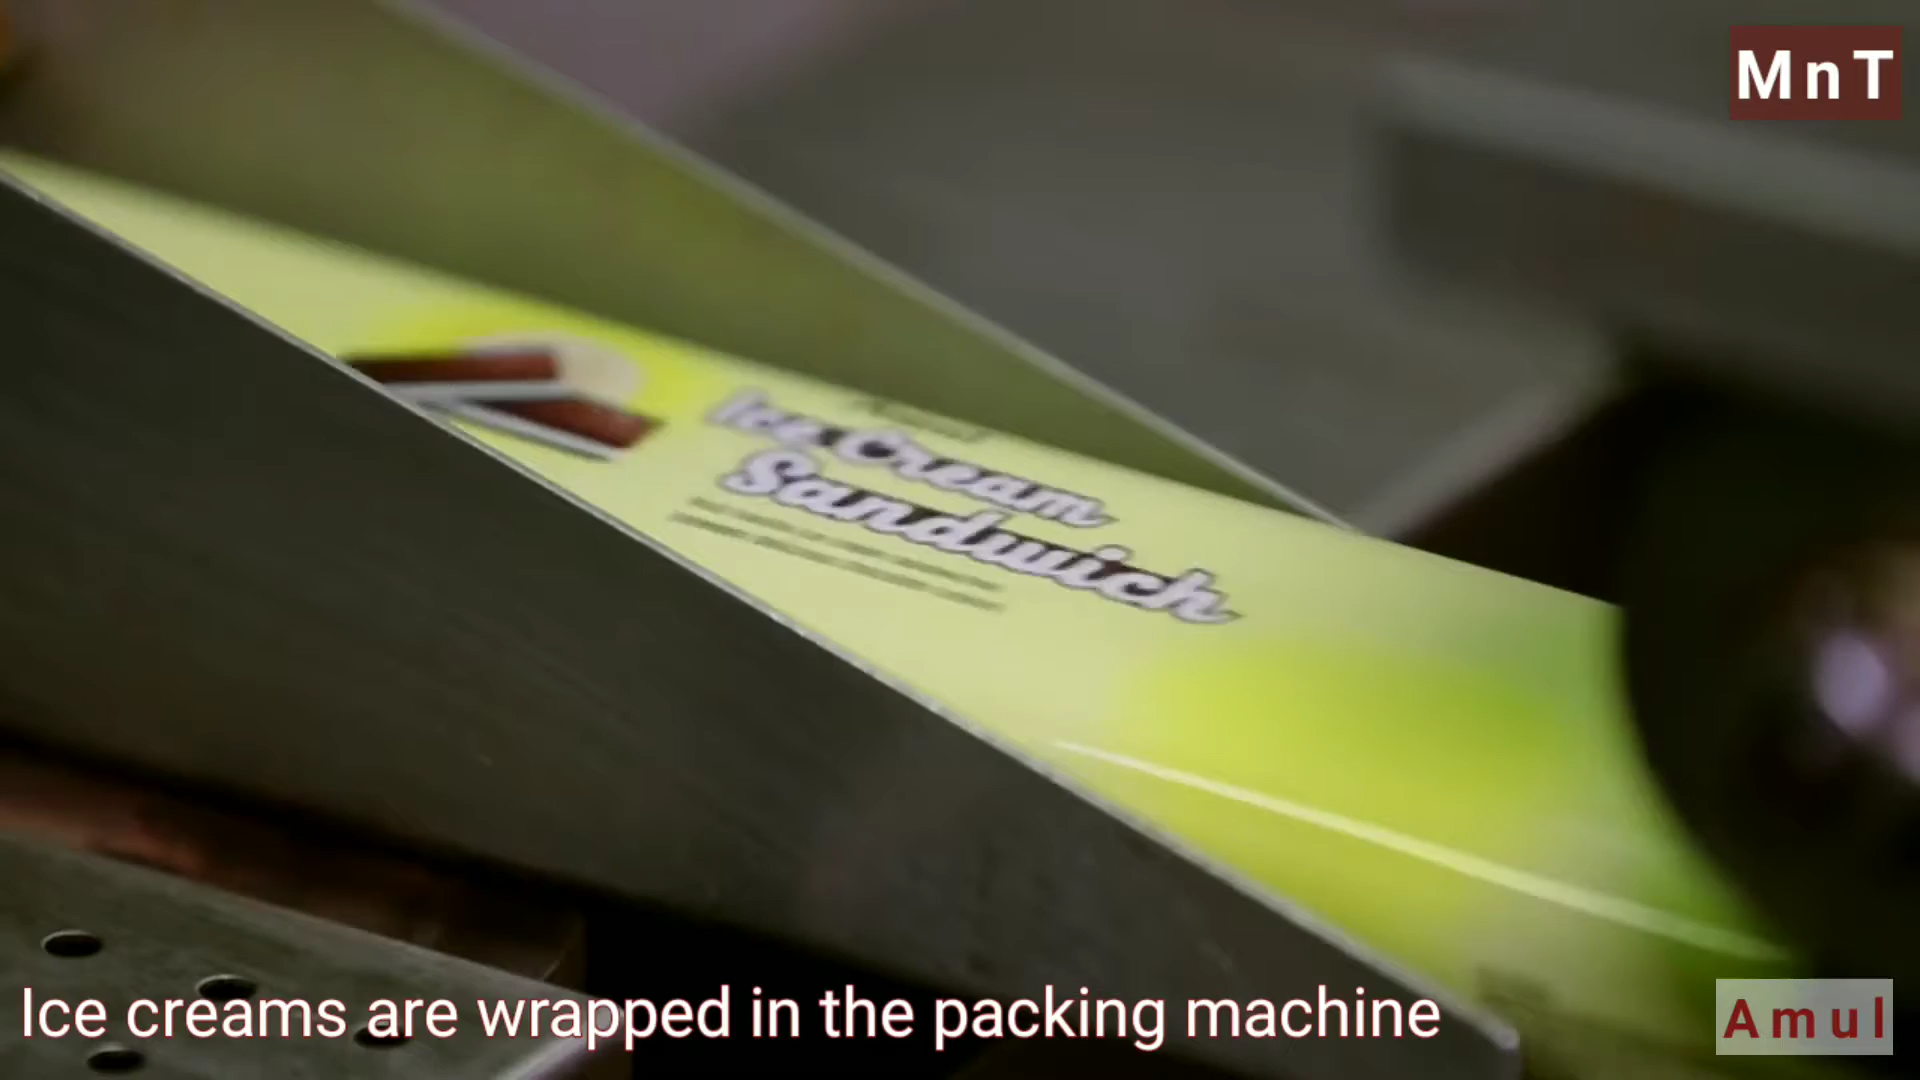 MnT
Ice Cream
Sandwich
Ice creams are wrapped in the packing machine
Amul